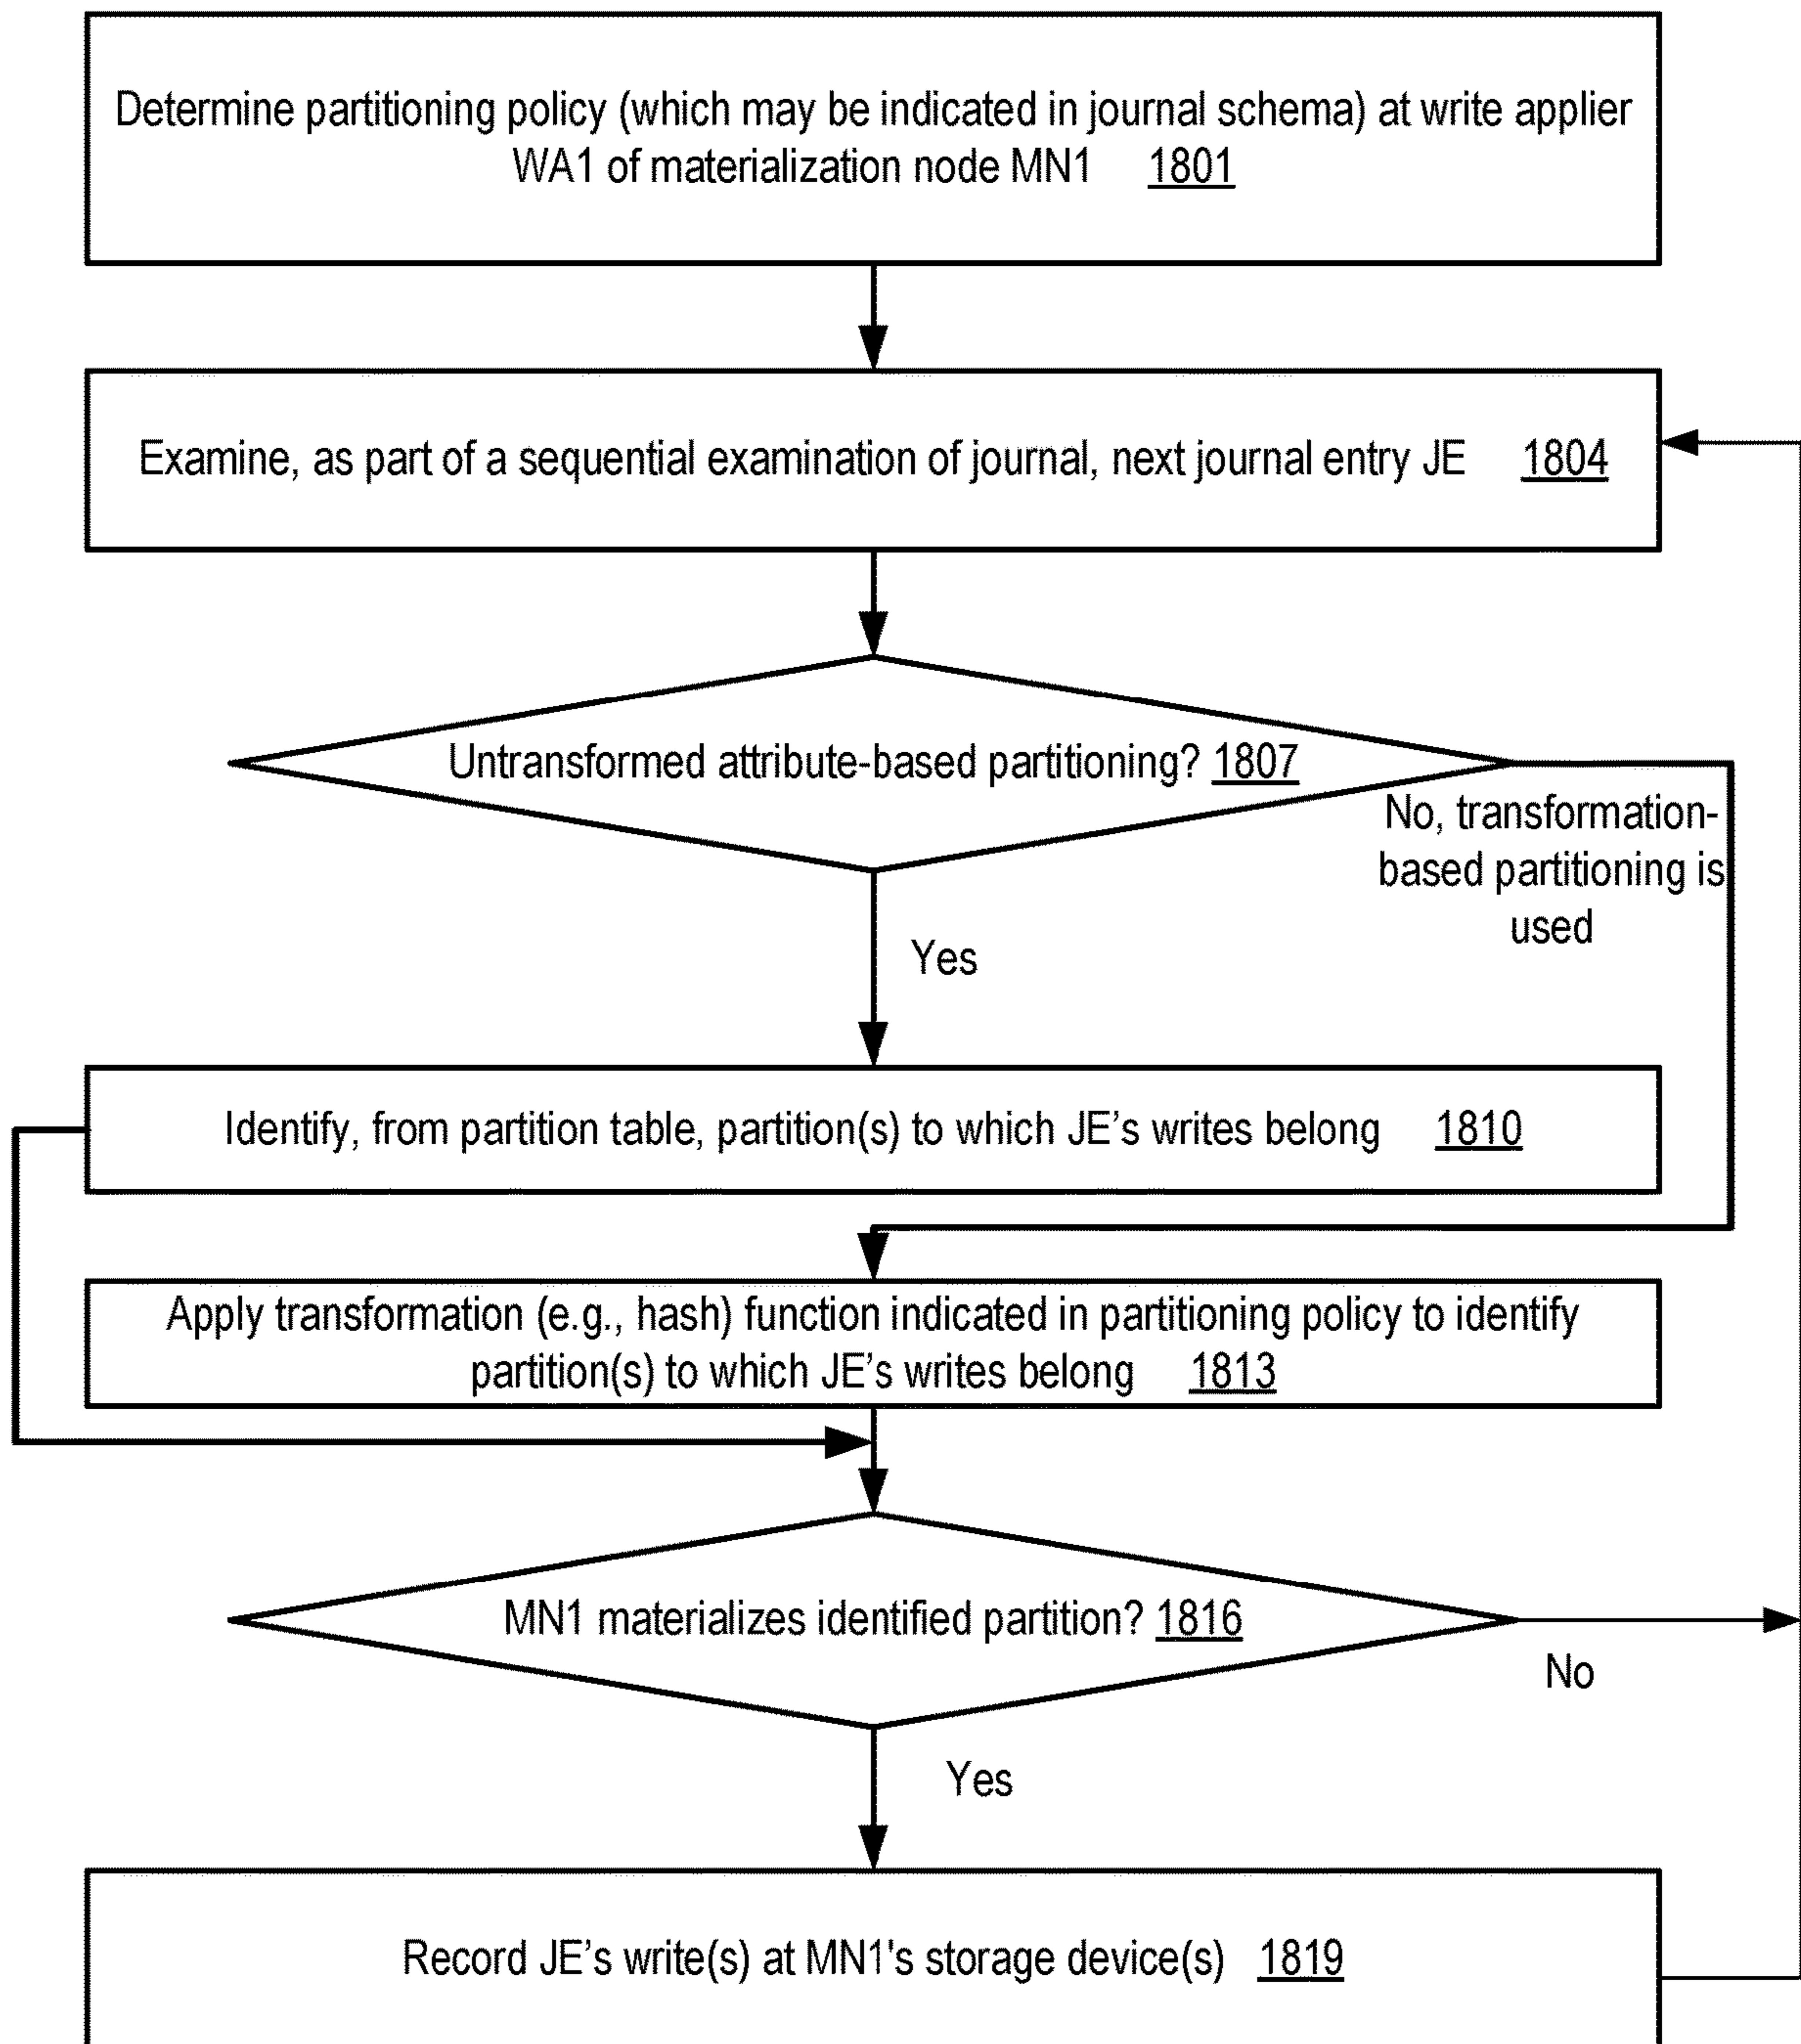 Determine partitioning policy (which may be indicated in journal schema) at write applier
WA1 of materialization node MN1 1801
Examine, as part of a sequential examination of journal, next journal entry JE 1804
Untransformed attribute-based partitioning? 1807
No, transformation-
based partitioning is
used
Yes
Identify, from partition table, partition(s) to which JE’s writes belong 1810
Apply transformation (e.g., hash) function indicated in partitioning policy to identify
partition(s) to which JE’s writes belong 1813
MN1 materializes identified partition? 1816
No
Yes
Record JE’s write(s) at MN1's storage device(s) 1819